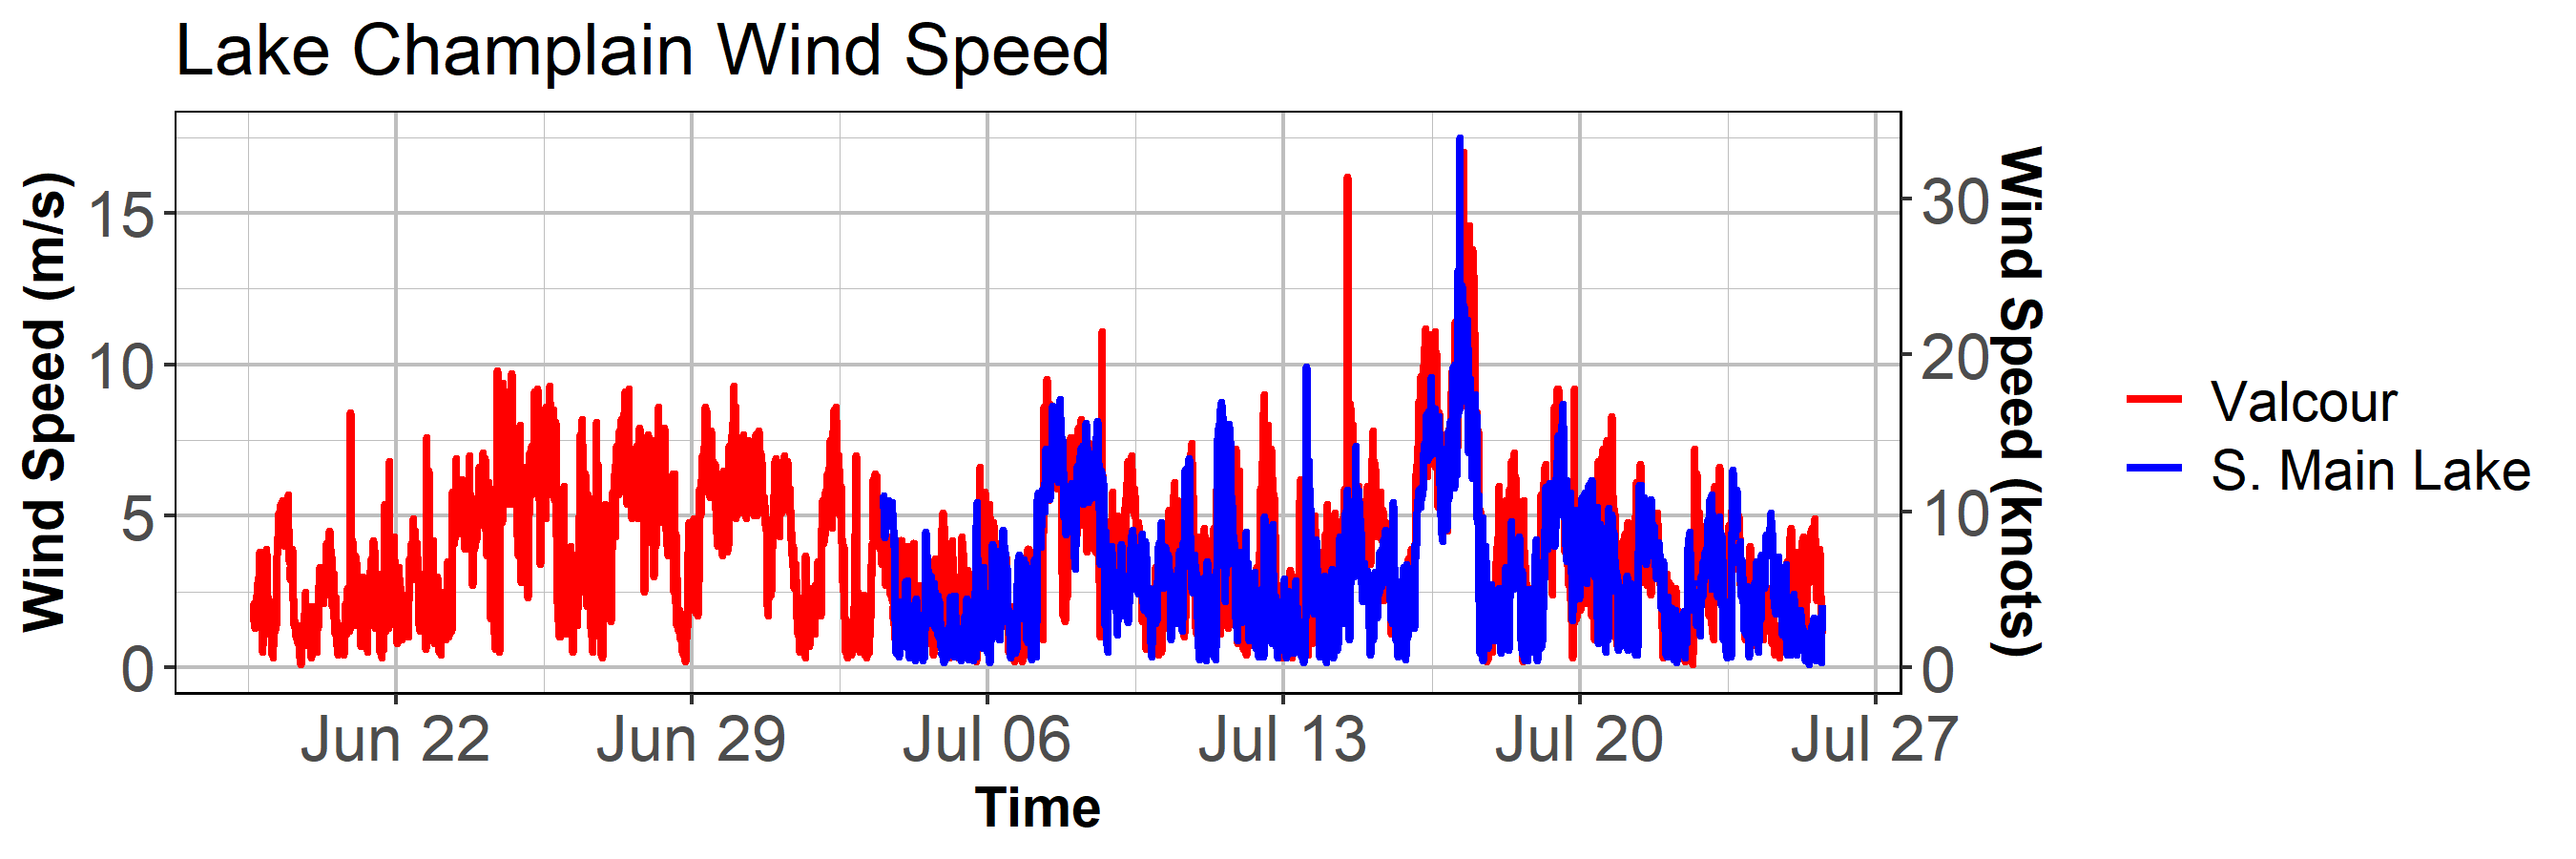 Lake Champlain Wind Speed
Wind Speed (m/s)
15
10
5
0
30
20
10
0
Wind Speed (knots)
Jun 22
Jun 29
Jul 06
Jul 13
Jul 20
Jul 27
Time
Valcour
S. Main Lake